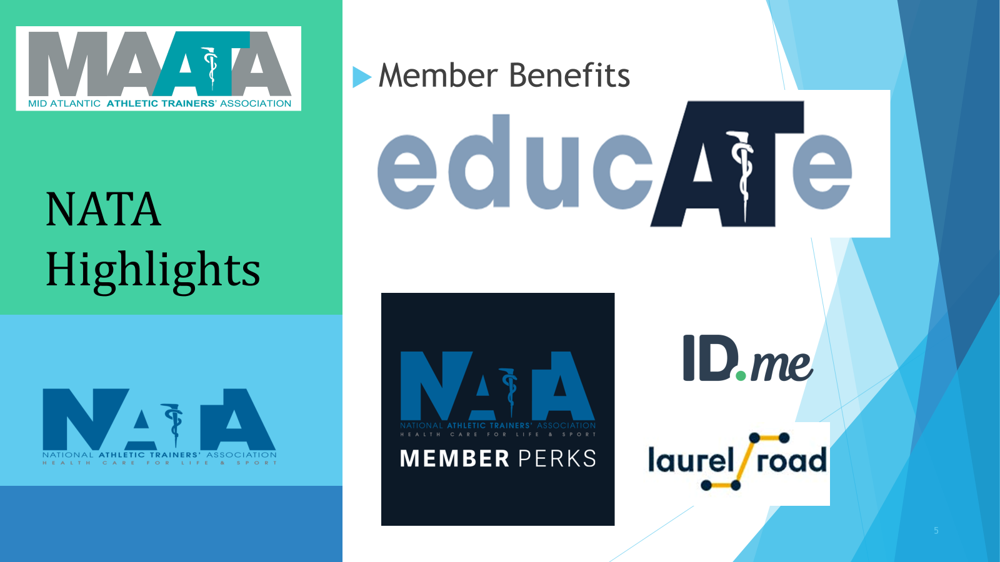 MAATA
MID ATLANTIC ATHLETIC TRAINERS' ASSOCIATION
NATA
Highlights
NATA
NATIONAL ATHLETIC TRAINERS' ASSOCIATION
HEALTH CARE FOR LIFE & SPORT
Member Benefits
educATe
NATA
NATIONAL ATHLETIC TRAINERS' ASSOCIATION
HEALTH CARE FOR LIFE & SPORT
MEMBER PERKS
ID.me
laurel road
5